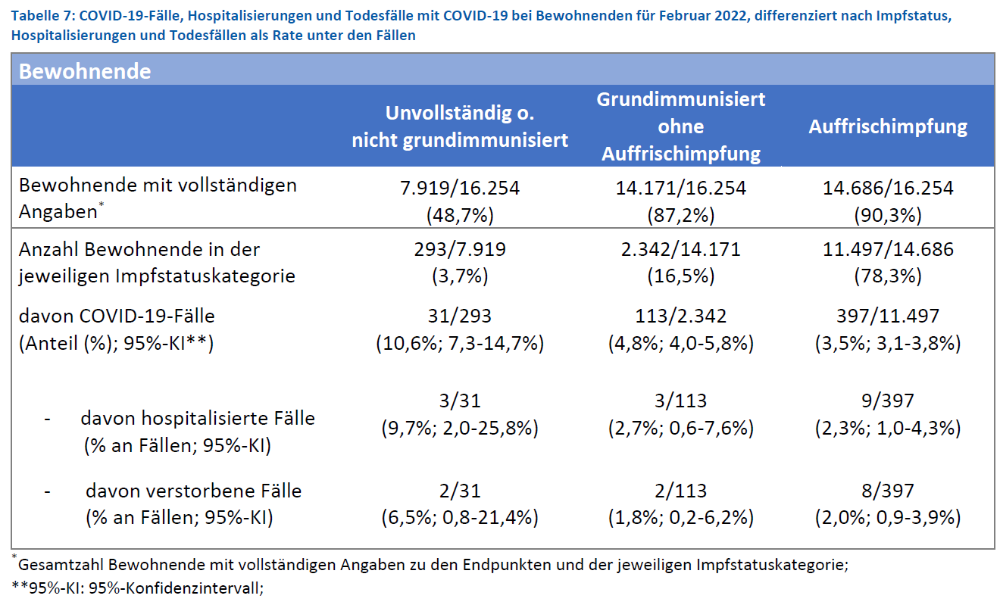 Tabelle 7: COVID-19-Fälle, Hospitalisierungen und Todesfälle mit COVID-19 bei Bewohnenden für Februar 2022, differenziert nach Impfstatus,
Hospitalisierungen und Todesfällen als Rate unter den Fällen
Bewohnende
Unvollständig o.
nicht grundimmunisiert
Grundimmunisiert
ohne
Auffrischimpfung
Auffrischimpfung
Bewohnende mit vollständigen
Angaben*
7.919/16.254
(48,7%)
14.171/16.254
(87,2%)
14.686/16.254
(90,3%)
Anzahl Bewohnende in der
jeweiligen Impfstatuskategorie
293/7.919
(3,7%)
2.342/14.171
(16,5%)
11.497/14.686
(78,3%)
davon COVID-19-Fälle
(Anteil (%); 95%-KI**)
31/293
(10,6%; 7,3-14,7%)
113/2.342
(4,8%; 4,0-5,8%)
397/11.497
(3,5%; 3,1-3,8%)
- davon hospitalisierte Fälle
(% an Fällen; 95%-KI)
3/31
(9,7%; 2,0-25,8%)
3/113
(2,7%; 0,6-7,6%)
9/397
(2,3%; 1,0-4,3%)
- davon verstorbene Fälle
(% an Fällen; 95%-KI)
2/31
(6,5%; 0,8-21,4%)
2/113
(1,8%; 0,2-6,2%)
8/397
(2,0%; 0,9-3,9%)
*Gesamtzahl Bewohnende mit vollständigen Angaben zu den Endpunkten und der jeweiligen Impfstatuskategorie;
**95%-KI: 95%-Konfidenzintervall;